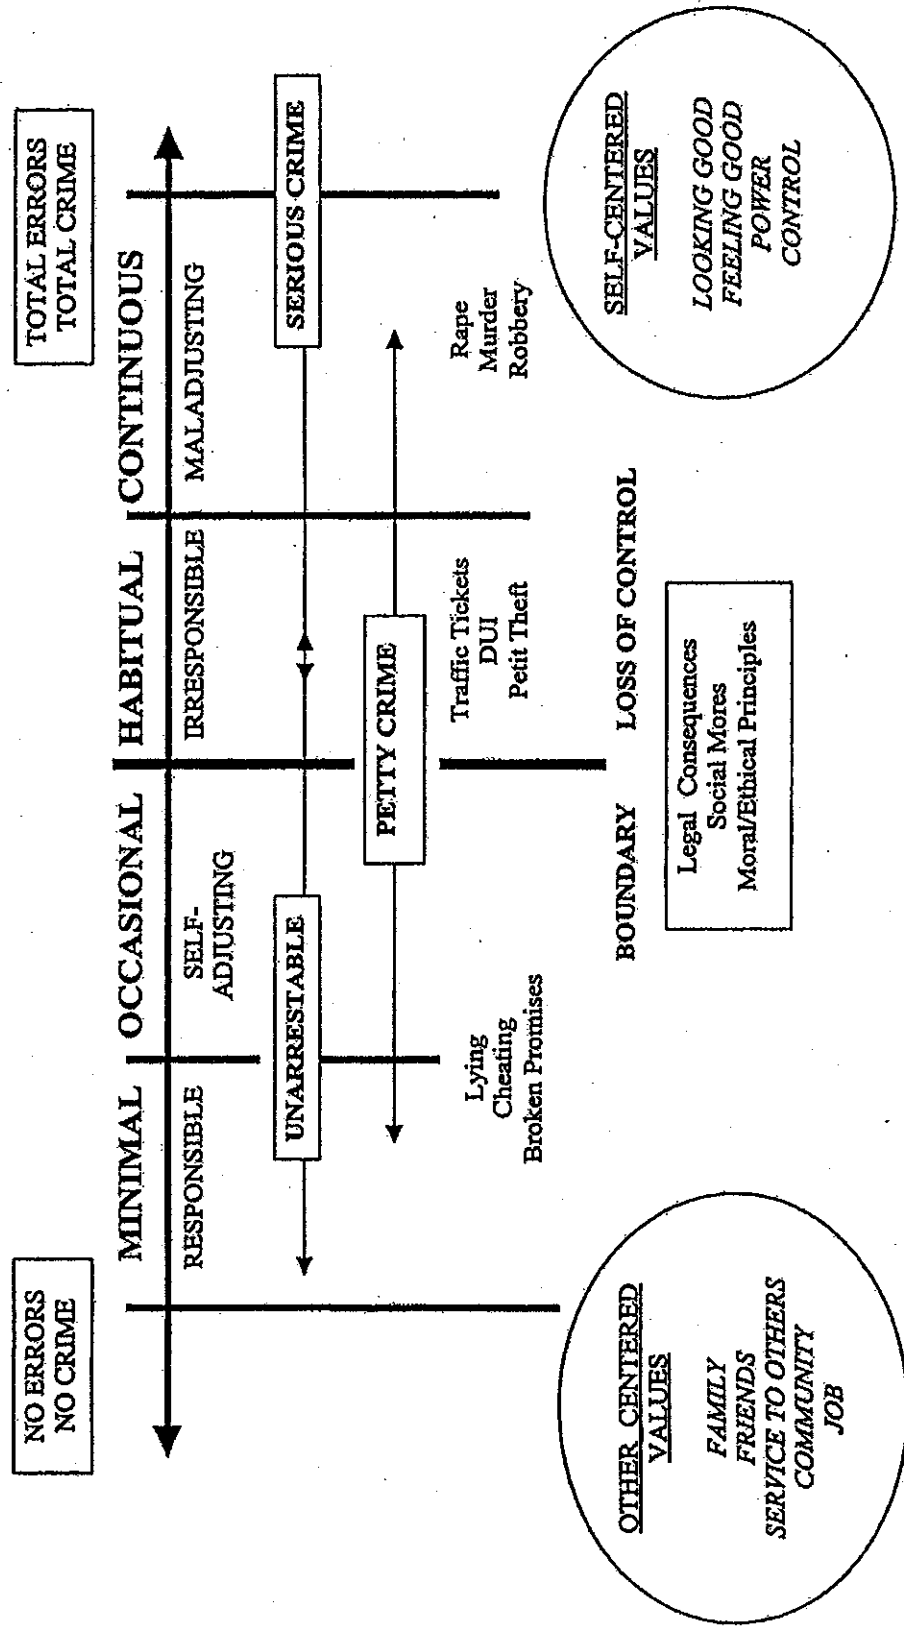 NO ERRORS
NO CRIME
TOTAL ERRORS
TOTAL CRIME
MINIMAL
OCCASIONAL
HABITUAL
CONTINUOUS
RESPONSIBLE
SELF-
ADJUSTING
IRRESPONSIBLE
MALADJUSTING
UNARRESTABLE
SERIOUS CRIME
PETTY CRIME
Lying
Cheating
Broken Promises
Traffic Tickets
DUI
Petit Theft
Rape
Murder
Robbery
BOUNDARY
LOSS OF CONTROL
Legal Consequences
Social Mores
Moral/Ethical Principles
OTHER CENTERED
VALUES
FAMILY
FRIENDS
SERVICE TO OTHERS
COMMUNITY
JOB
SELF-CENTERED
VALUES
LOOKING GOOD
FEELING GOOD
POWER
CONTROL